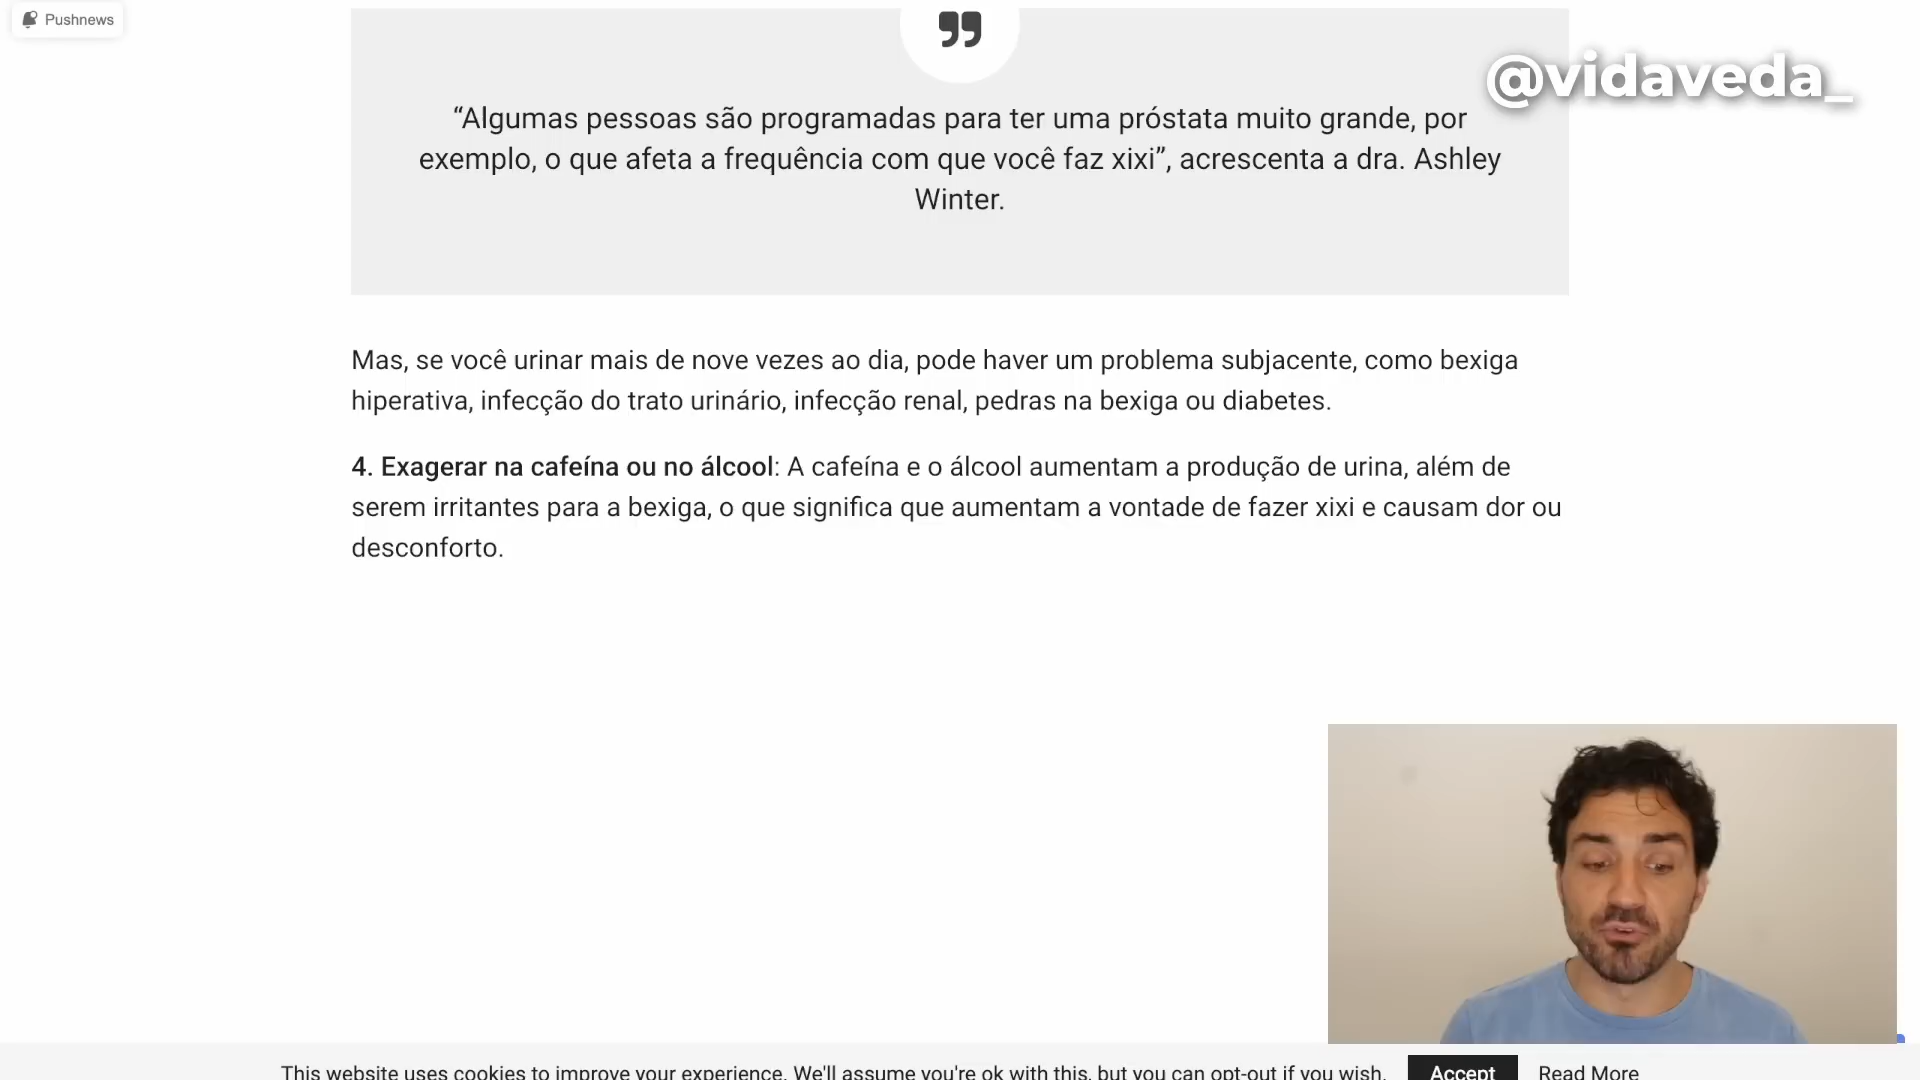 Pushnews
@vidaveda_
“Algumas pessoas são programadas para ter uma próstata muito grande, por
exemplo, o que afeta a frequência com que você faz xixi”, acrescenta a dra. Ashley
Winter.
Mas, se você urinar mais de nove vezes ao dia, pode haver um problema subjacente, como bexiga
hiperativa, infecção do trato urinário, infecção renal, pedras na bexiga ou diabetes.
4. Exagerar na cafeína ou no álcool: A cafeína e o álcool aumentam a produção de urina, além de
serem irritantes para a bexiga, o que significa que aumentam a vontade de fazer xixi e causam dor ou
desconforto.
This website uses cookies to improve your experience. We'll assume you're ok with this, but you can opt-out if you wish. Accept Read More